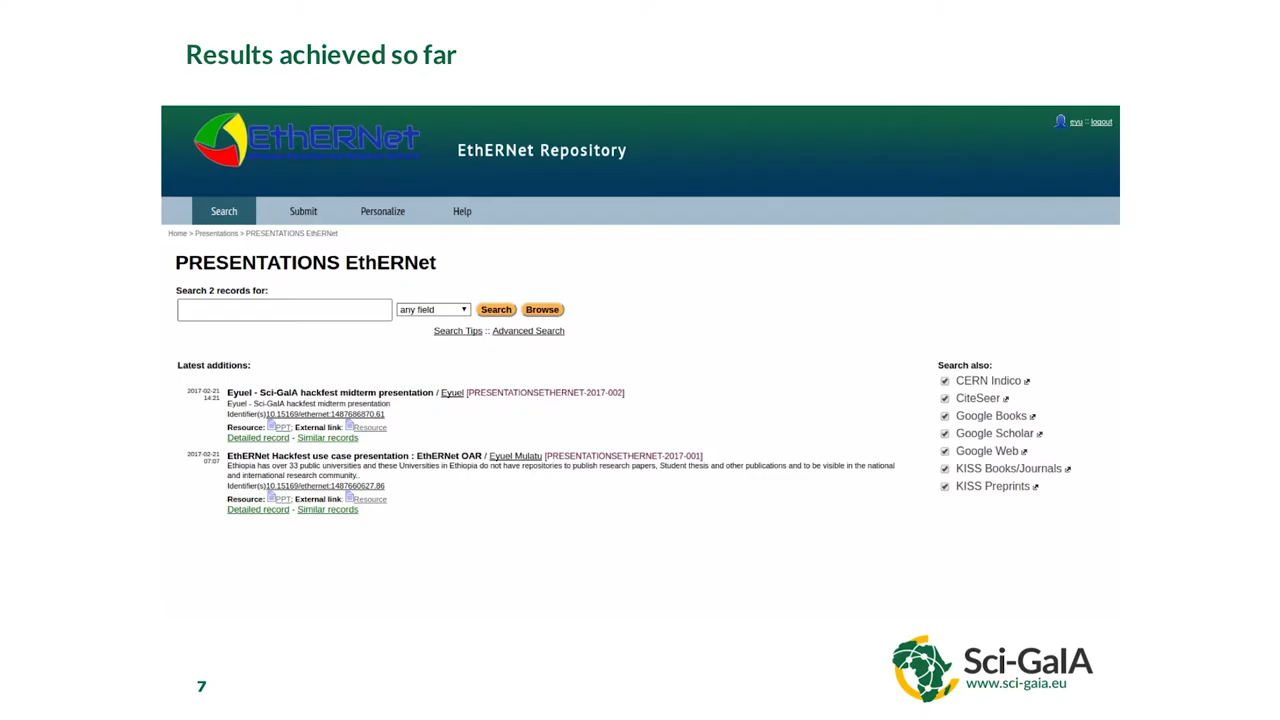 Results achieved so far
EthERNet
EthERNet Repository
eyu :: logout
Search
Submit
Personalize
Help
Home > Presentations > PRESENTATIONS EthERNet
PRESENTATIONS EthERNet
Search 2 records for:
any field
Search
Browse
Search Tips :: Advanced Search
Latest additions:
2017-02-21
14:21
Eyuel - Sci-GaIA hackfest midterm presentation / Eyuel [PRESENTATIONSETHERNET-2017-002]
Eyuel - Sci-GaIA hackfest midterm presentation
Identifier(s)10.15169/ethernet:1487686870.61
Resource: PPT; External link: Resource
Detailed record - Similar records
2017-02-21
07:07
EthERNet Hackfest use case presentation : EthERNet OAR / Eyuel Mulatu [PRESENTATIONSETHERNET-2017-001]
Ethiopia has over 33 public universities and these Universities in Ethiopia do not have repositories to publish research papers, Student thesis and other publications and to be visible in the national
and international research community..
Identifier(s)10.15169/ethernet:1487660627.86
Resource: PPT; External link: Resource
Detailed record - Similar records
Search also:
CERN Indico
CiteSeer
Google Books
Google Scholar
Google Web
KISS Books/Journals
KISS Preprints
7
Sci-GaIA
www.sci-gaia.eu